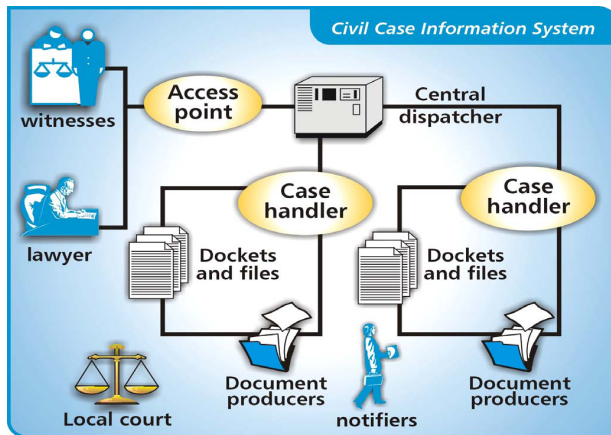 Civil Case Information System
witnesses
Access
point
Central
dispatcher
lawyer
Case
handler
Dockets
and files
Document
producers
Case
handler
Dockets
and files
Document
producers
Local court
notifiers